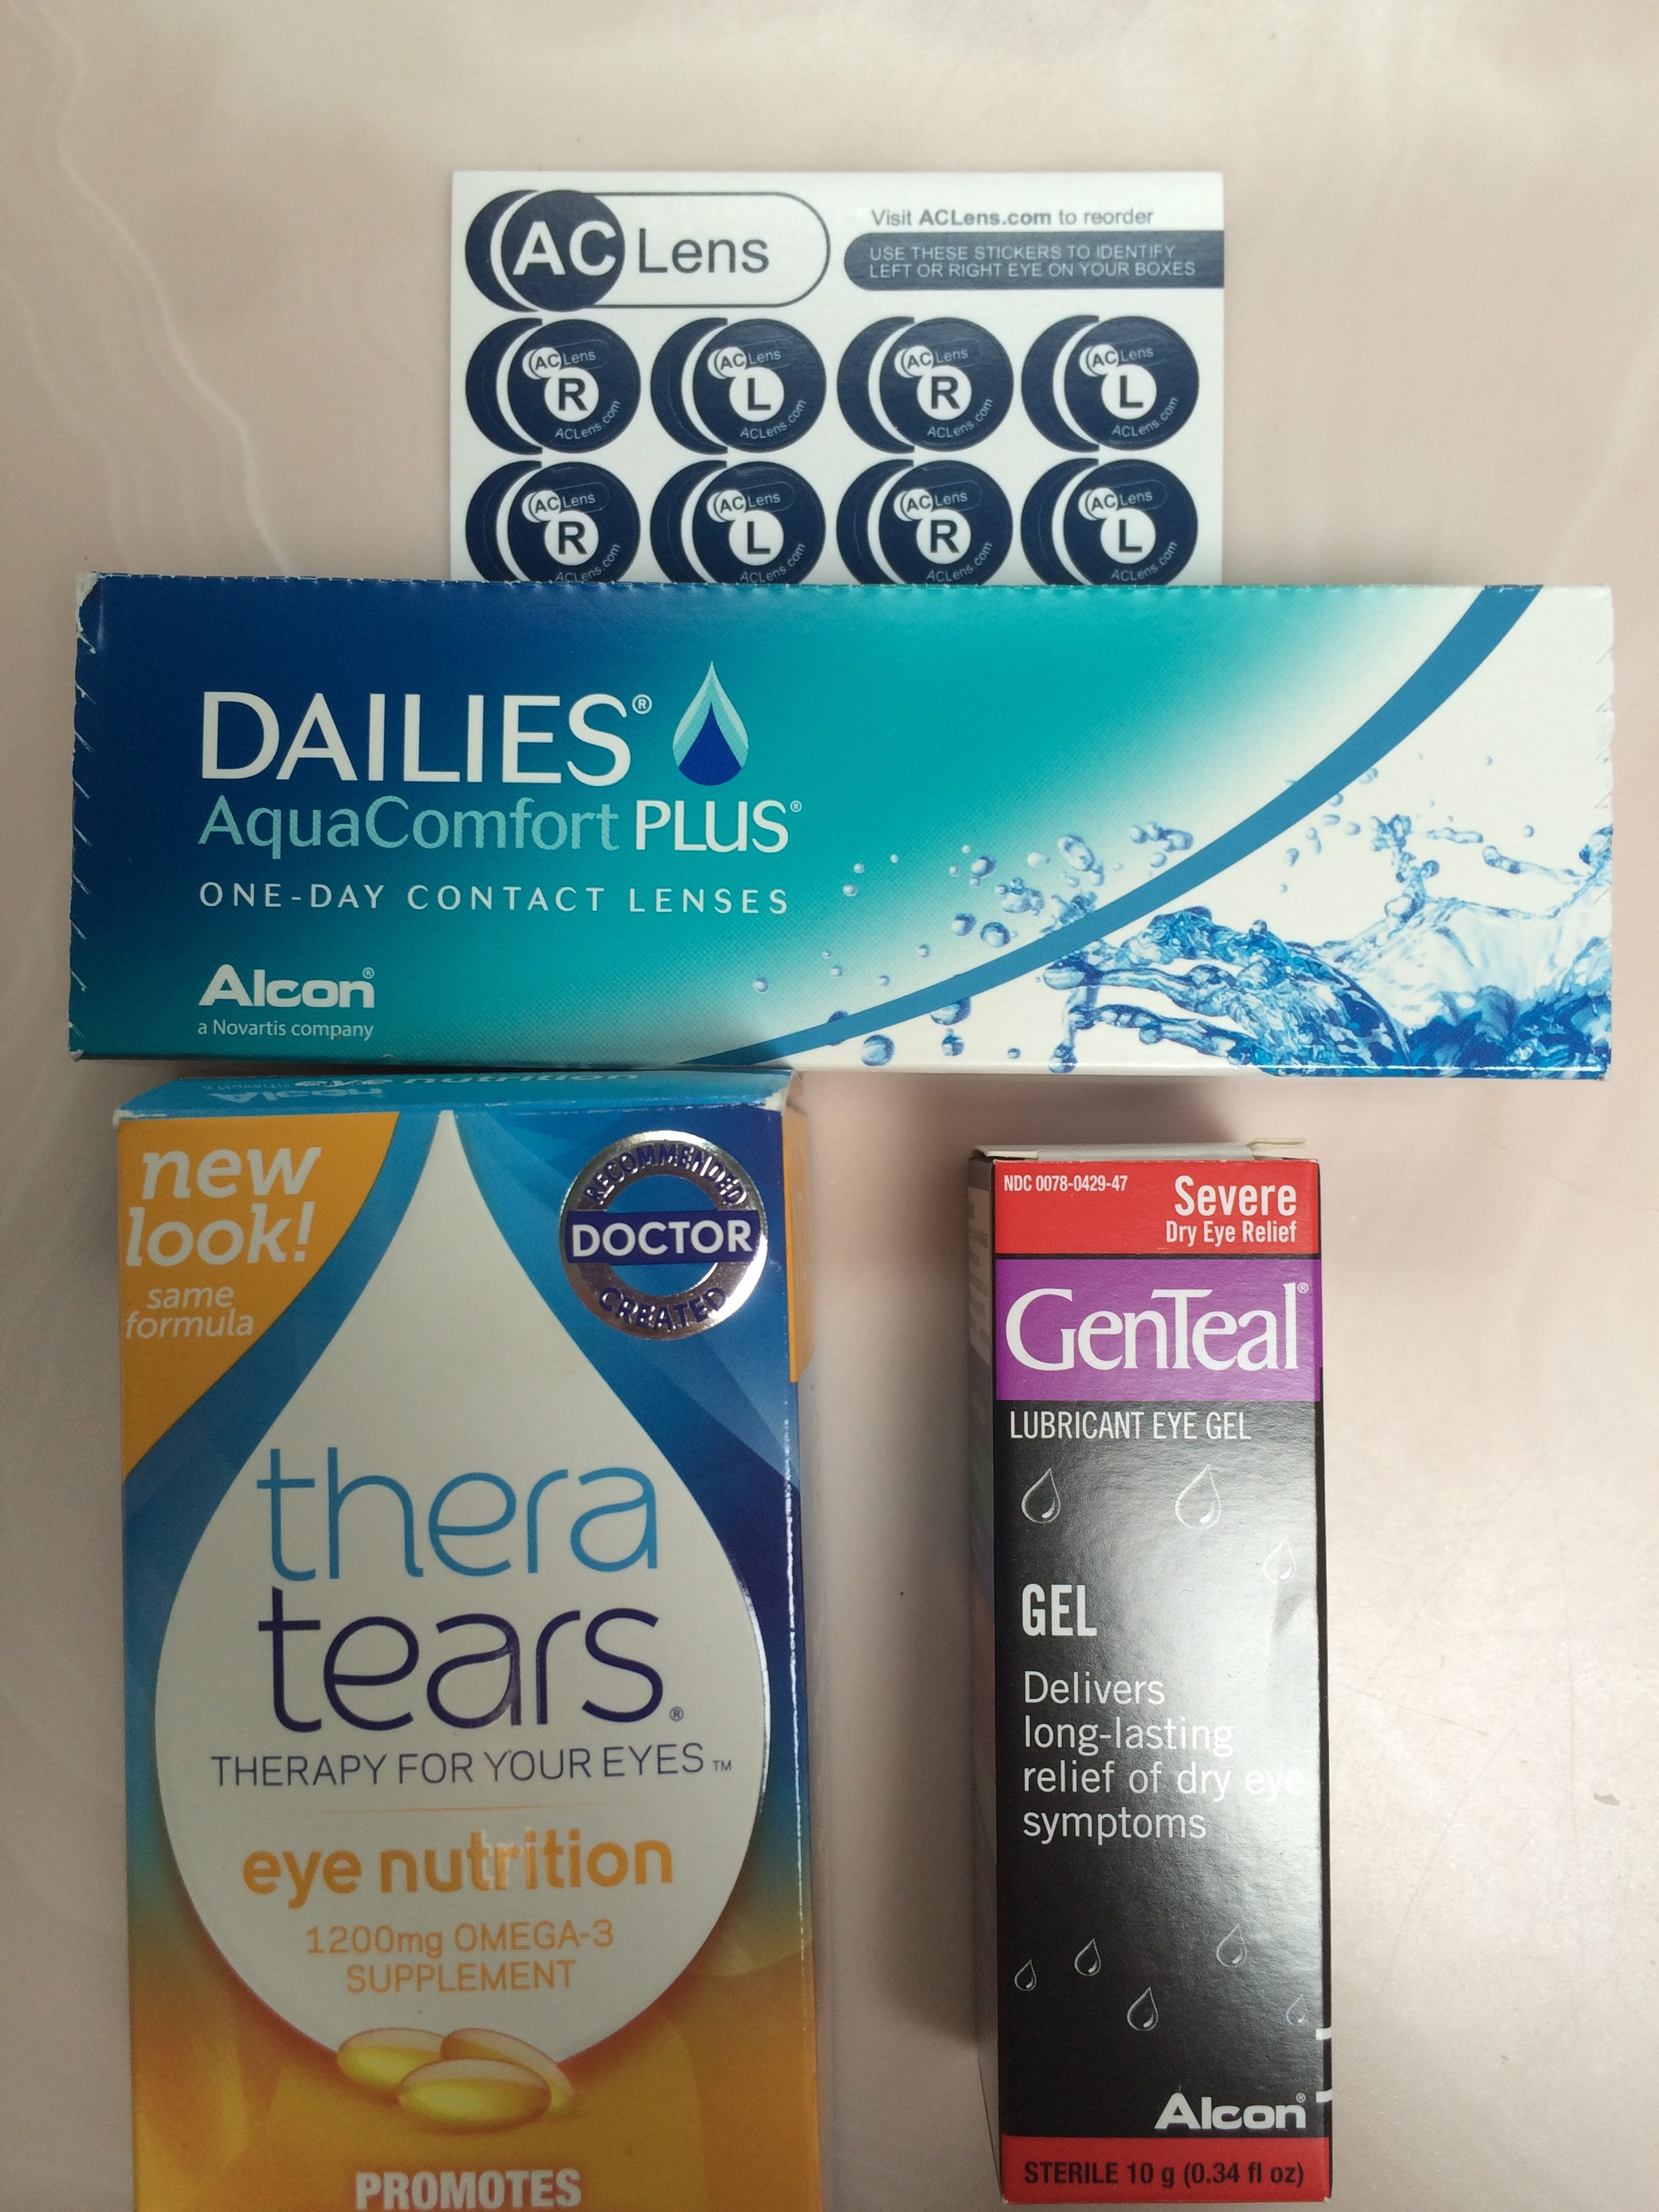 AC Lens
Visit ACLens.com to reorder
USE THESE STICKERS TO IDENTIFY
LEFT OR RIGHT EYE ON YOUR BOXES
AC Lens
R
ACLens.com
AC Lens
L
ACLens.com
AC Lens
R
ACLens.com
AC Lens
L
ACLens.com
AC Lens
R
ACLens.com
AC Lens
L
ACLens.com
AC Lens
R
ACLens.com
AC Lens
L
ACLens.com
DAILIES®
AquaComfort PLUS®
ONE-DAY CONTACT LENSES
Alcon®
a Novartis company
eye nutrition
new
look!
same
formula
RECOMMENDED
DOCTOR
CREATED
thera
tears®
THERAPY FOR YOUR EYES™
eye nutrition
1200mg OMEGA-3
SUPPLEMENT
PROMOTES
NDC 0078-0429-47
Severe
Dry Eye Relief
GenTeal®
LUBRICANT EYE GEL
GEL
Delivers
long-lasting
relief of dry eye
symptoms
Alcon®
STERILE 10 g (0.34 fl oz)